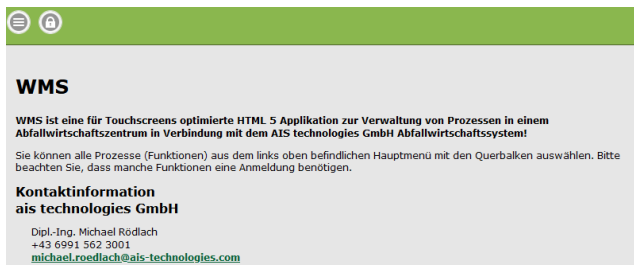 WMS
WMS ist eine für Touchscreens optimierte HTML 5 Applikation zur Verwaltung von Prozessen in einem
Abfallwirtschaftszentrum in Verbindung mit dem AIS technologies GmbH Abfallwirtschaftssystem!
Sie können alle Prozesse (Funktionen) aus dem links oben befindlichen Hauptmenü mit den Querbalken auswählen. Bitte
beachten Sie, dass manche Funktionen eine Anmeldung benötigen.
Kontaktinformation
ais technologies GmbH
Dipl.-Ing. Michael Rödlach
+43 6991 562 3001
michael.roedlach@ais-technologies.com